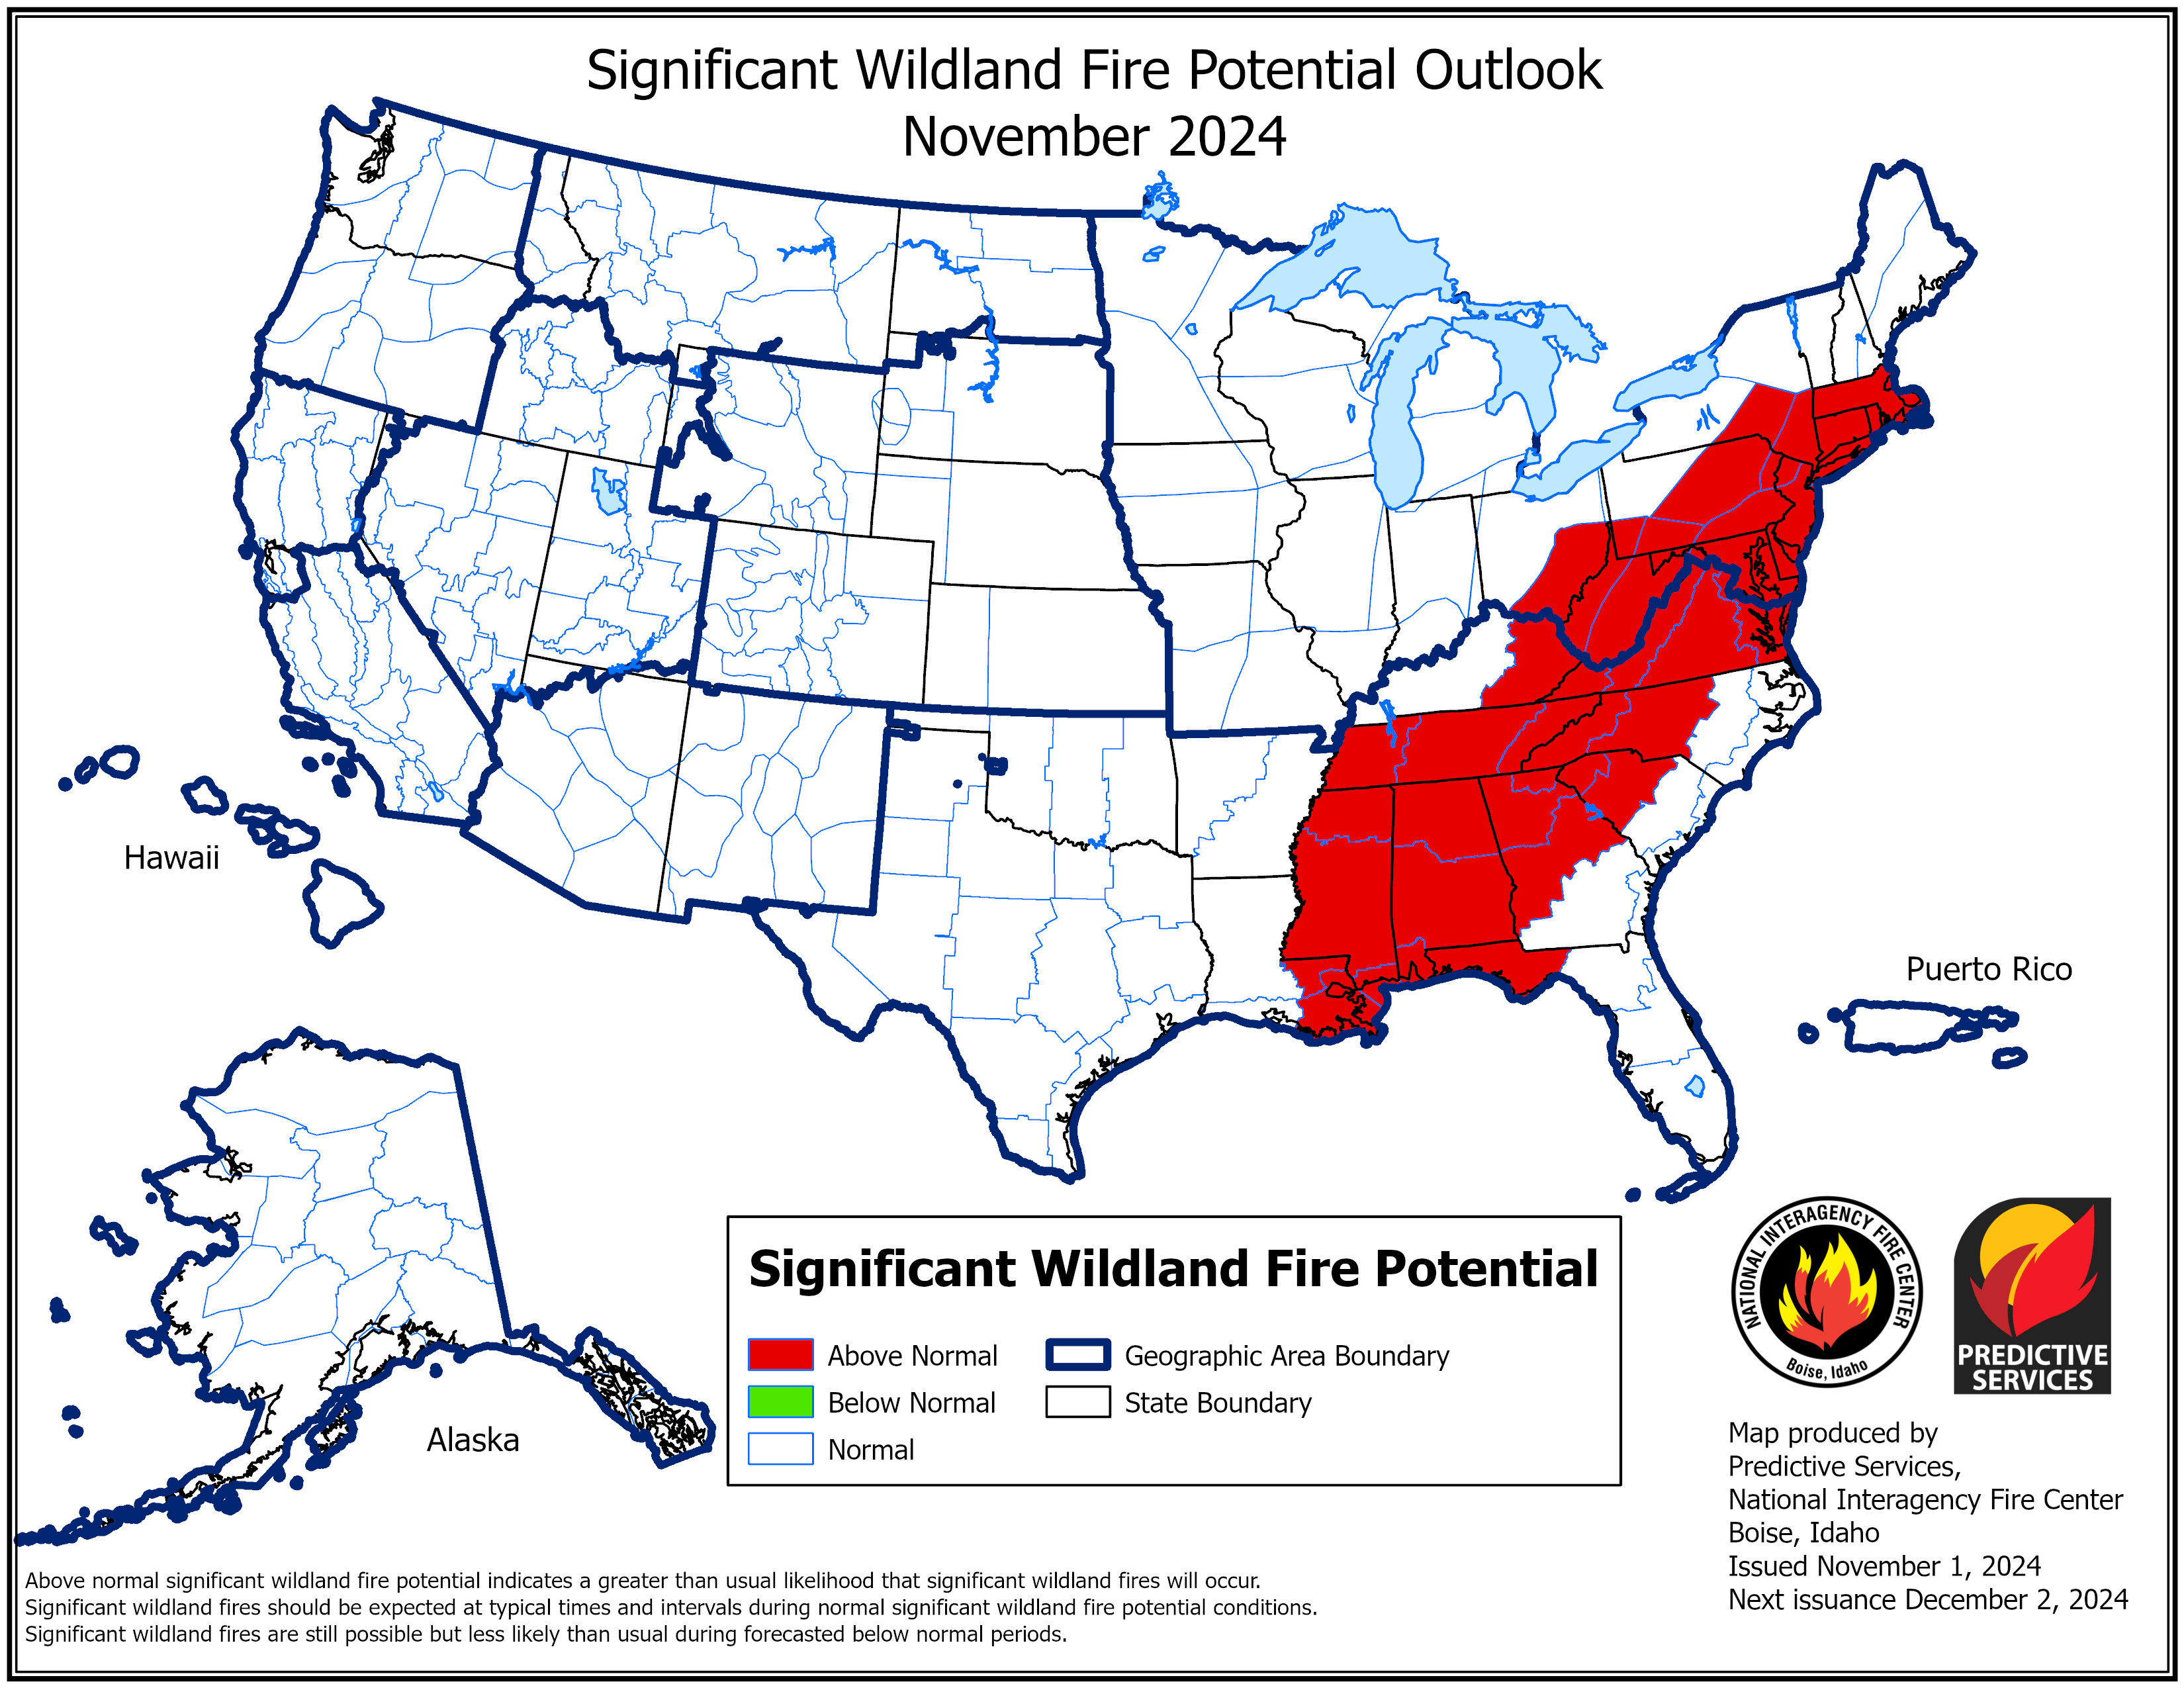 Significant Wildland Fire Potential Outlook
November 2024
Hawaii
Puerto Rico
Alaska
Significant Wildland Fire Potential
Above Normal
Below Normal
Normal
Geographic Area Boundary
State Boundary
NATIONAL INTERAGENCY FIRE CENTER
Boise, Idaho
PREDICTIVE
SERVICES
Map produced by
Predictive Services,
National Interagency Fire Center
Boise, Idaho
Issued November 1, 2024
Next issuance December 2, 2024
Above normal significant wildland fire potential indicates a greater than usual likelihood that significant wildland fires will occur.
Significant wildland fires should be expected at typical times and intervals during normal significant wildland fire potential conditions.
Significant wildland fires are still possible but less likely than usual during forecasted below normal periods.